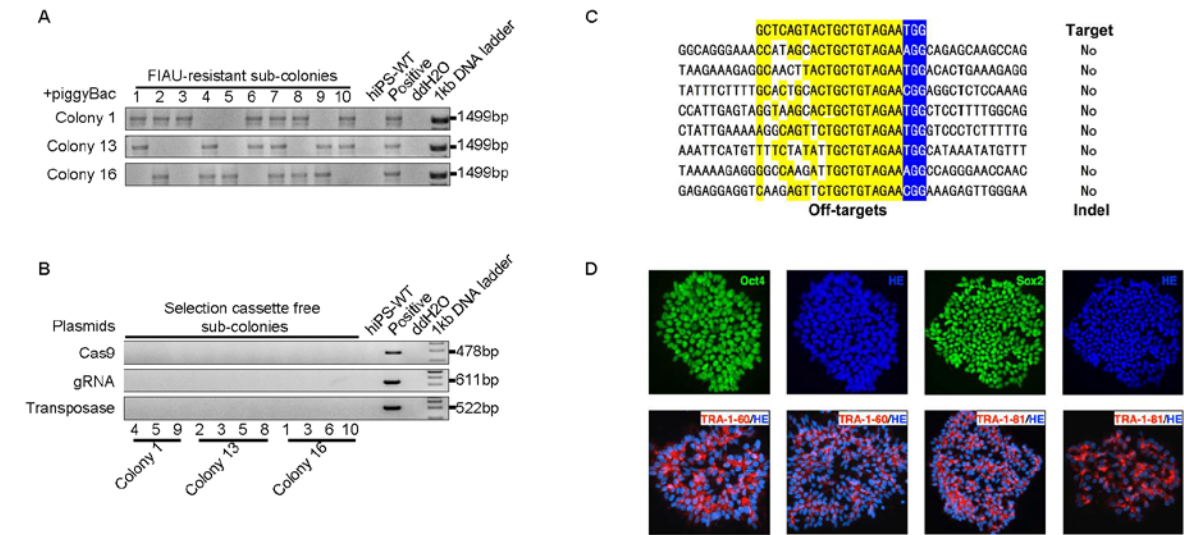 A
FIAU-resistant sub-colonies
+piggyBac
1 2 3 4 5 6 7 8 9 10
hiPS-WT
Positive
ddH2O
1kb DNA ladder
Colony 1
1499bp
Colony 13
1499bp
Colony 16
1499bp
B
Selection cassette free
sub-colonies
Plasmids
hiPS-WT
Positive
ddH2O
1kb DNA ladder
Cas9
478bp
gRNA
611bp
Transposase
522bp
4 5 9 2 3 5 8 1 3 6 10
Colony 1
Colony 13
Colony 16
C
GCTCAGTACTGCTGTAGAATGG Target
GGCAGGGAAACCATAGCACTGCTGTAGAAAGGCAGAGCAAGCCAG No
TAAGAAAGAGGCAACTTACTGCTGTAGAATGGACACTGAAAGAGG No
TATTTCTTTTGCACTGCACTGCTGTAGAACGGAGGCTCTCCAAAG No
CCATTGAGTAGGTAAGCACTGCTGTAGAATGGCTCCTTTTGGCAG No
CTATTGAAAAAGGCAGTTCTGCTGTAGAATGGGTCCCTCTTTTTG No
AAATTCATGTTTTCTATATTGCTGTAGAATGGCATAAATATGTTT No
TAAAAAGAGGGGCCAAGATTGCTGTAGAAAGGCCAGGGAACCAAC No
GAGAGGAGGTCAAGAGTTCTGCTGTAGAACGGAAAGAGTTGGGAA No
Off-targets Indel
D
Oct4
HE
Sox2
HE
TRA-1-60/HE
TRA-1-60/HE
TRA-1-81/HE
TRA-1-81/HE